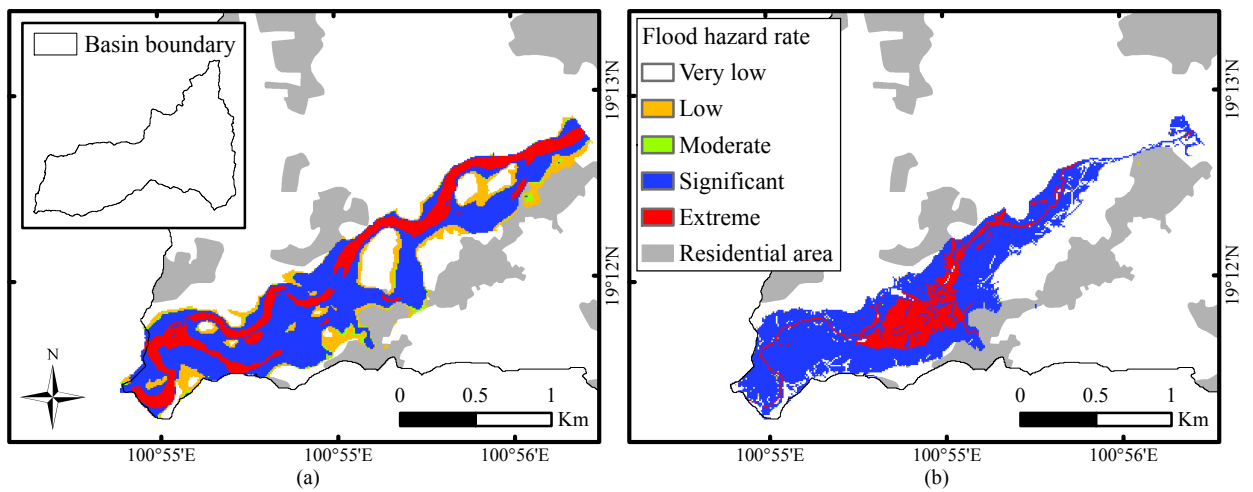 Basin boundary
N
0 0.5 1
Km
100°55'E 100°55'E 100°56'E
(a)
Flood hazard rate
Very low
Low
Moderate
Significant
Extreme
Residential area
19°13'N
19°12'N
0 0.5 1
Km
100°55'E 100°55'E 100°56'E
(b)
19°13'N
19°12'N